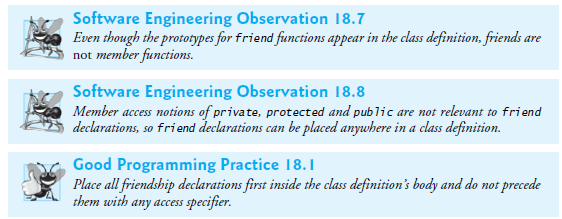 Software Engineering Observation 18.7
Even though the prototypes for friend functions appear in the class definition, friends are
not member functions.
Software Engineering Observation 18.8
Member access notions of private, protected and public are not relevant to friend
declarations, so friend declarations can be placed anywhere in a class definition.
Good Programming Practice 18.1
Place all friendship declarations first inside the class definition's body and do not precede
them with any access specifier.